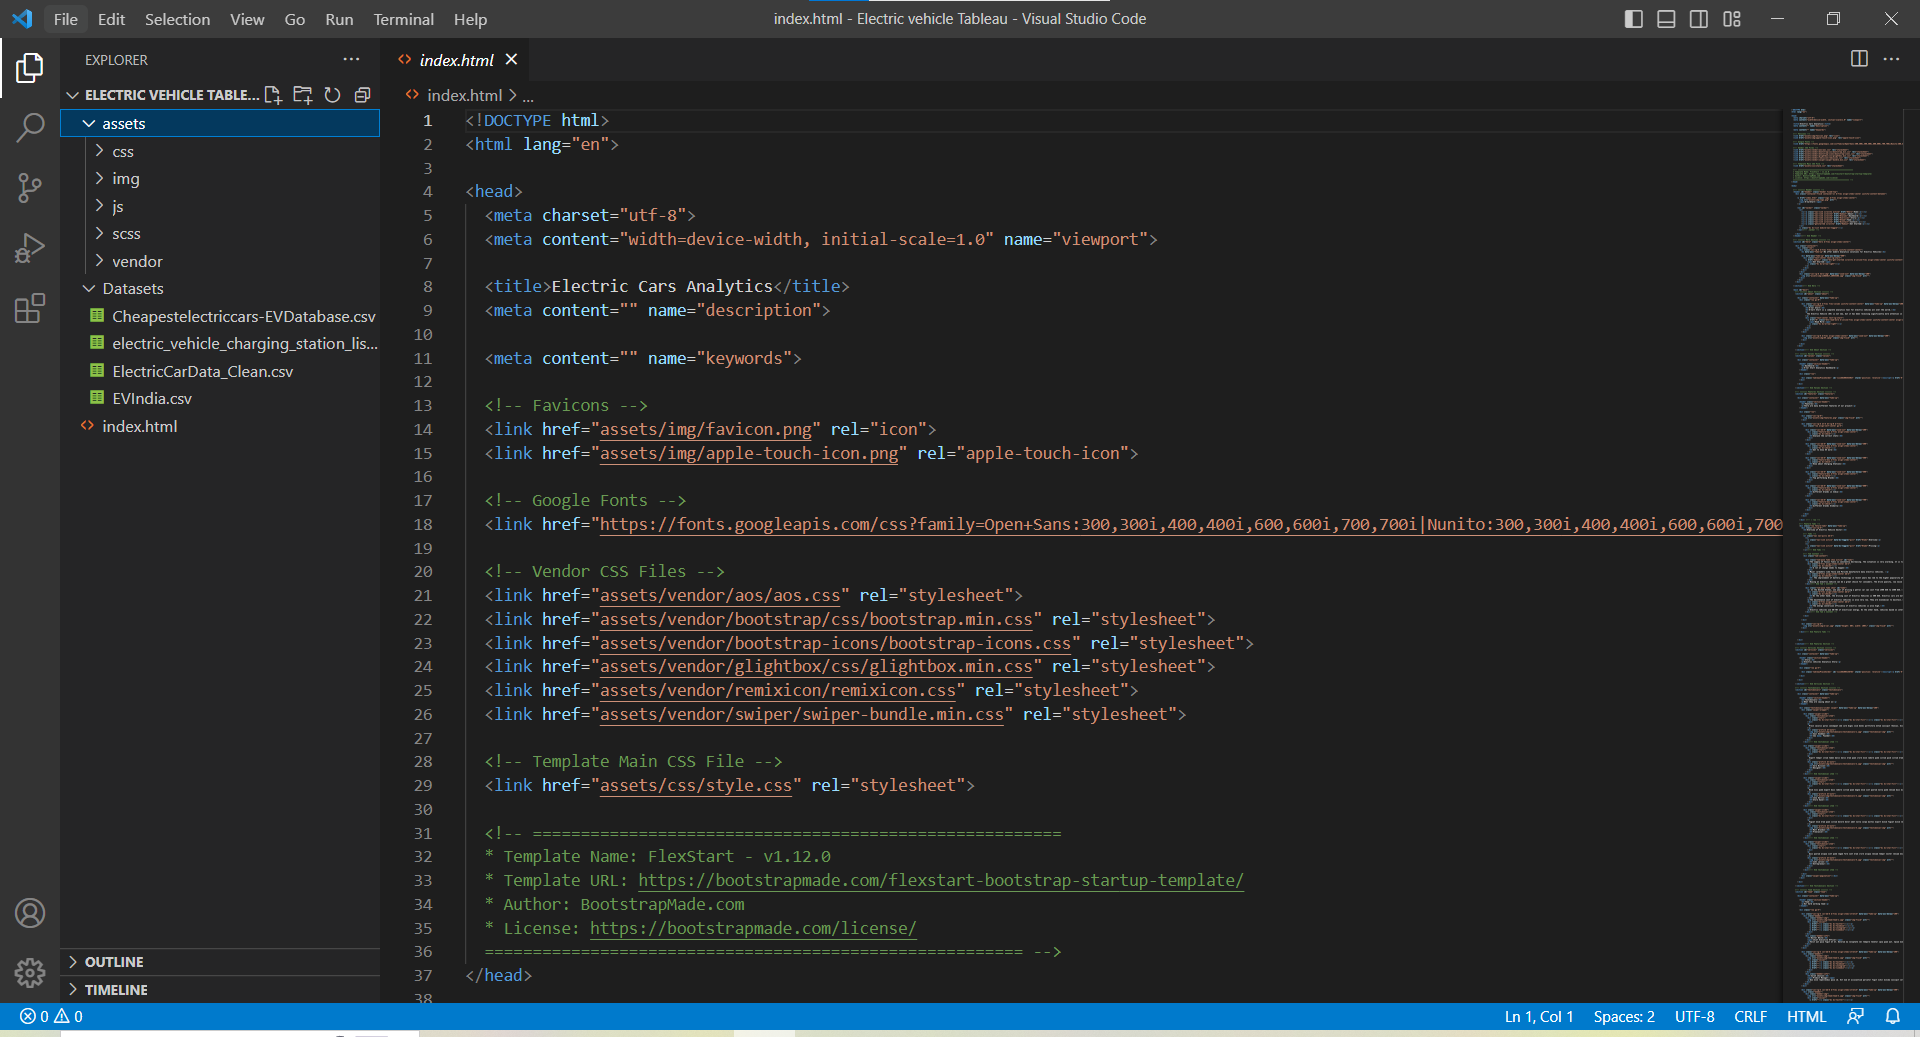 File Edit Selection View Go Run Terminal Help
index.html - Electric vehicle Tableau - Visual Studio Code
EXPLORER
ELECTRIC VEHICLE TABLE...
assets
css
img
js
scss
vendor
Datasets
Cheapestelectriccars-EVDatabase.csv
electric_vehicle_charging_station_lis...
ElectricCarData_Clean.csv
EVIndia.csv
index.html
OUTLINE
TIMELINE
index.html
index.html > ...
1 <!DOCTYPE html>
2 <html lang="en">
3
4 <head>
5 <meta charset="utf-8">
6 <meta content="width=device-width, initial-scale=1.0" name="viewport">
7
8 <title>Electric Cars Analytics</title>
9 <meta content="" name="description">
10
11 <meta content="" name="keywords">
12
13 <!-- Favicons -->
14 <link href="assets/img/favicon.png" rel="icon">
15 <link href="assets/img/apple-touch-icon.png" rel="apple-touch-icon">
16
17 <!-- Google Fonts -->
18 <link href="https://fonts.googleapis.com/css?family=Open+Sans:300,300i,400,400i,600,600i,700,700i|Nunito:300,300i,400,400i,600,600i,700
19
20 <!-- Vendor CSS Files -->
21 <link href="assets/vendor/aos/aos.css" rel="stylesheet">
22 <link href="assets/vendor/bootstrap/css/bootstrap.min.css" rel="stylesheet">
23 <link href="assets/vendor/bootstrap-icons/bootstrap-icons.css" rel="stylesheet">
24 <link href="assets/vendor/glightbox/css/glightbox.min.css" rel="stylesheet">
25 <link href="assets/vendor/remixicon/remixicon.css" rel="stylesheet">
26 <link href="assets/vendor/swiper/swiper-bundle.min.css" rel="stylesheet">
27
28 <!-- Template Main CSS File -->
29 <link href="assets/css/style.css" rel="stylesheet">
30
31 <!-- =======================================================
32 * Template Name: FlexStart - v1.12.0
33 * Template URL: https://bootstrapmade.com/flexstart-bootstrap-startup-template/
34 * Author: BootstrapMade.com
35 * License: https://bootstrapmade.com/license/
36 ======================================================== -->
37 </head>
38
0 0
Ln 1, Col 1 Spaces: 2 UTF-8 CRLF HTML